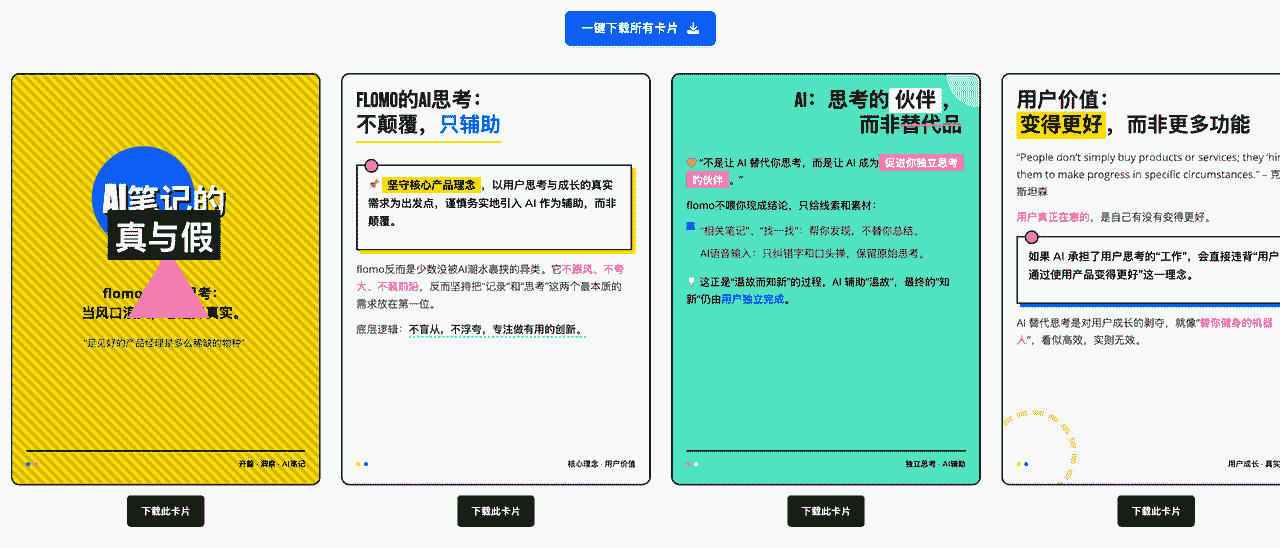 一键下载所有卡片
AI笔记的
真与假
flomo
考：
当风口
真实。
“足见好的产品经理是多么稀缺的物种”
升篇 · 洞察 · AI笔记
下载此卡片
FLOMO的AI思考：
不颠覆，只辅助
🚀 坚守核心产品理念，以用户思考与成长的真实
需求为出发点，谨慎务实地引入 AI 作为辅助，而非
颠覆。
flomo反而是少数没被AI潮水裹挟的异类。它不跟风、不夸
大、不装前沿，反而坚持把“记录”和“思考”这两个最本质的
需求放在第一位。
底层逻辑：不盲从，不浮夸，专注做有用的创新。
核心理念 · 用户价值
下载此卡片
AI：思考的伙伴，
而非替代品
“不是让 AI 替代你思考，而是让 AI 成为 促进你独立思考
的伙伴。”
flomo不喂你现成结论，只给线索和素材：
“相关笔记”、“找一找”：帮你发现，不替你总结。
AI语音输入：只纠错字和口头禅，保留原始思考。
💡 这正是“温故而知新”的过程，AI 辅助“温故”，最终的“知
新”仍由用户独立完成。
独立思考 · AI辅助
下载此卡片
用户价值：
变得更好，而非更多功能
“People don't simply buy products or services; they 'hir
them to make progress in specific circumstances.” – 克
斯坦森
用户真正在意的，是自己有没有变得更好。
如果 AI 承担了用户思考的“工作”，会直接违背“用户
通过使用产品变得更好”这一理念。
AI 替代思考是对用户成长的剥夺，就像“替你健身的机器
人”，看似高效，实则无效。
用户成长 · 真实
下载此卡片